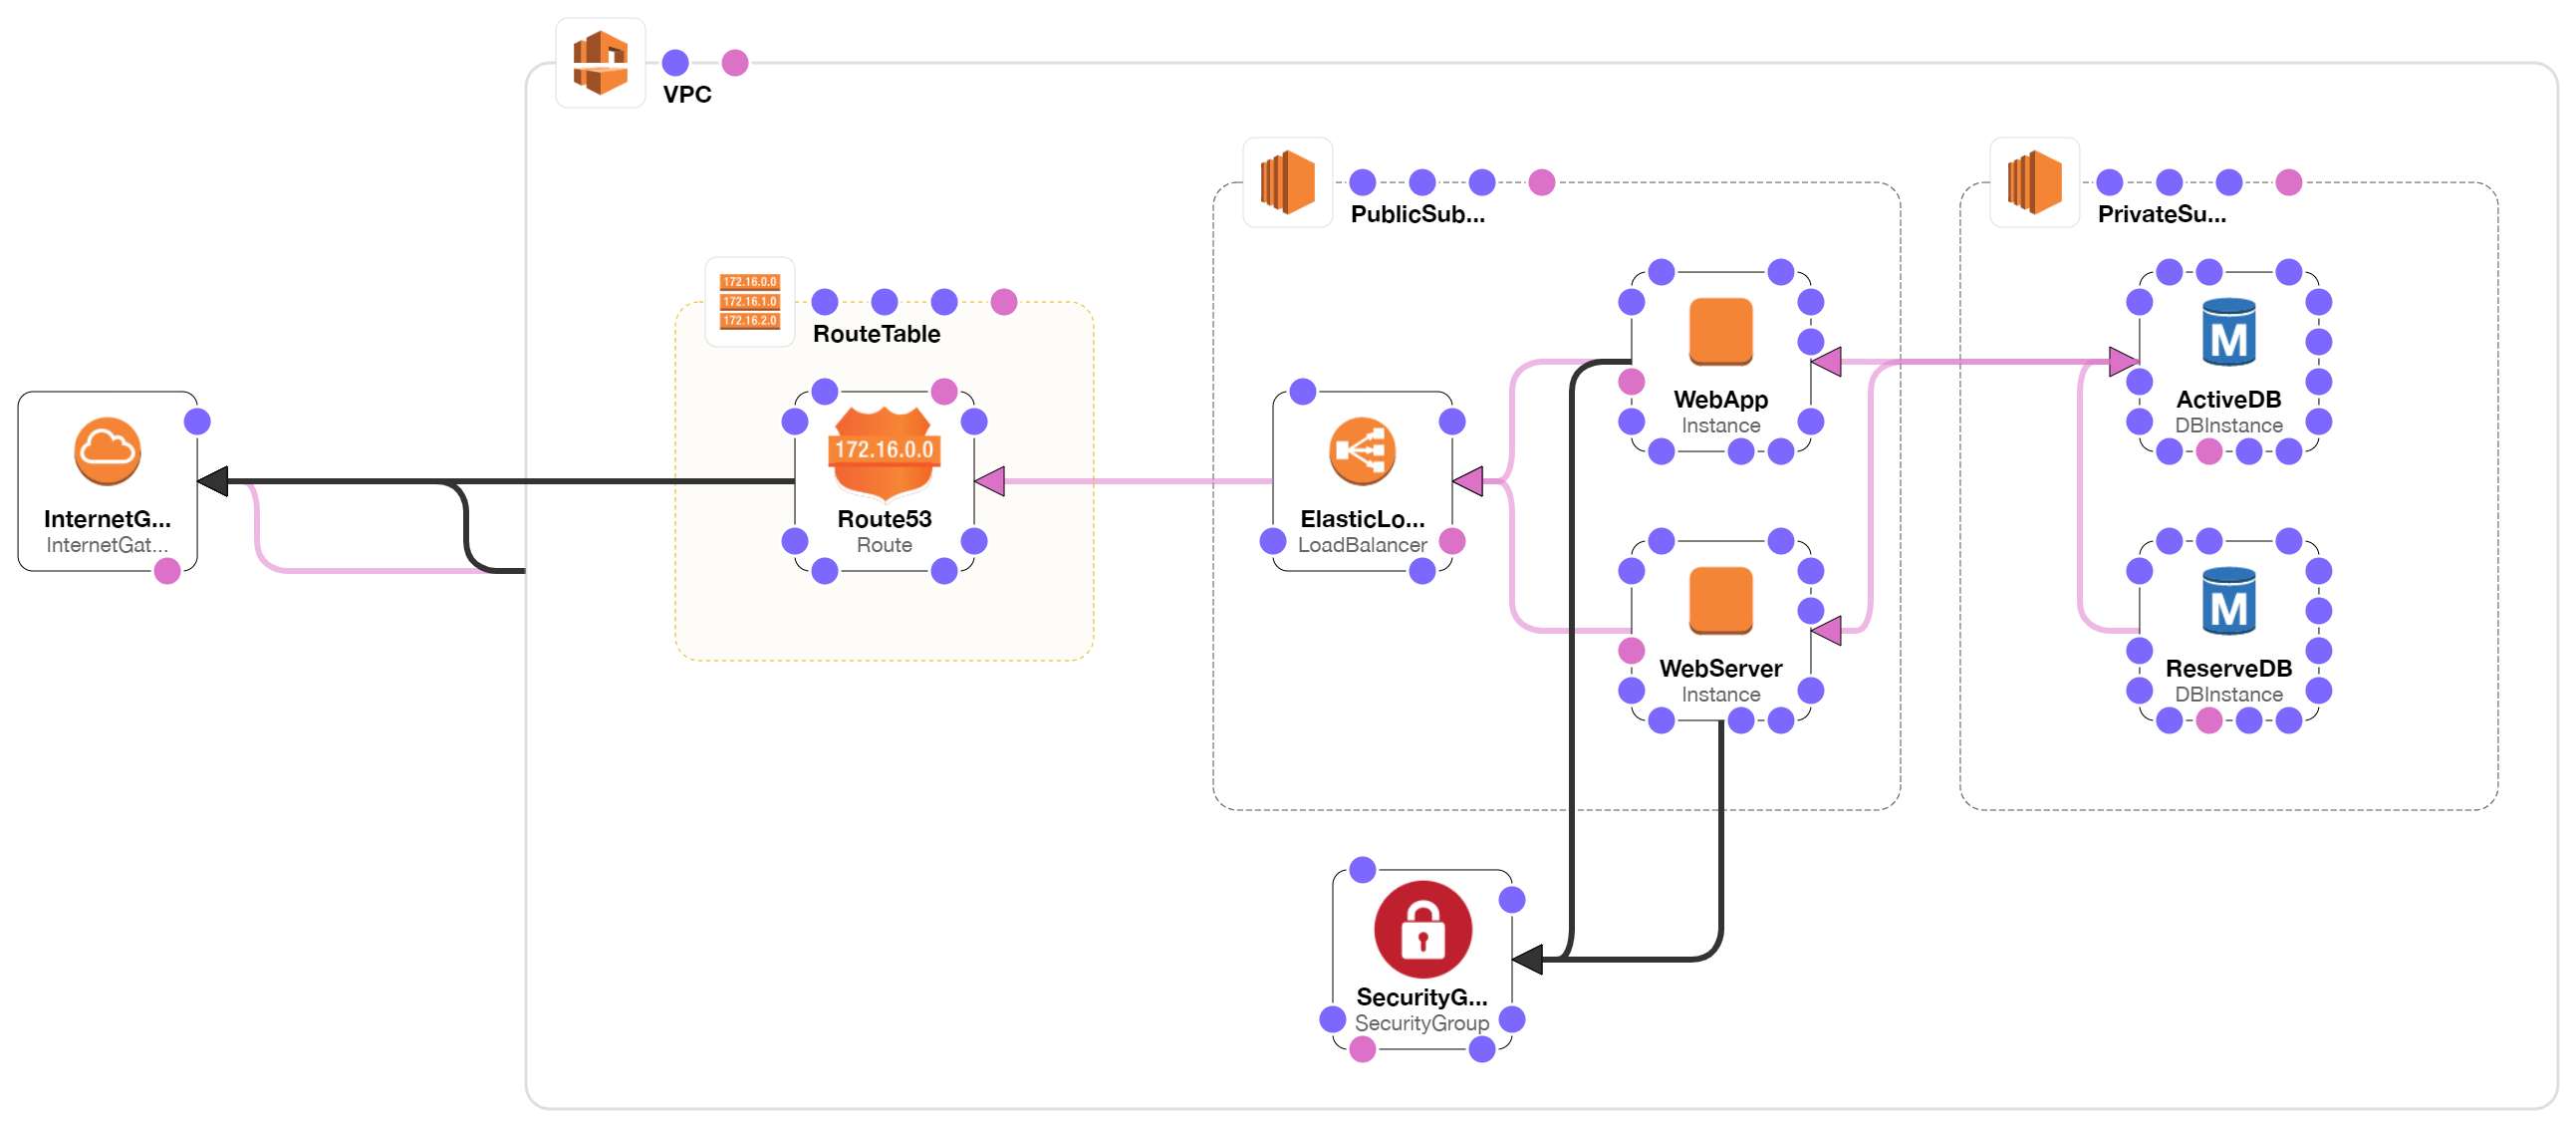 VPC
PublicSub...
PrivateSu...
172.16.0.0
172.16.1.0
172.16.2.0
RouteTable
172.16.0.0
Route53
Route
InternetG...
InternetGat...
ElasticLo...
LoadBalancer
WebApp
Instance
WebServer
Instance
M
ActiveDB
DBInstance
M
ReserveDB
DBInstance
SecurityG...
SecurityGroup